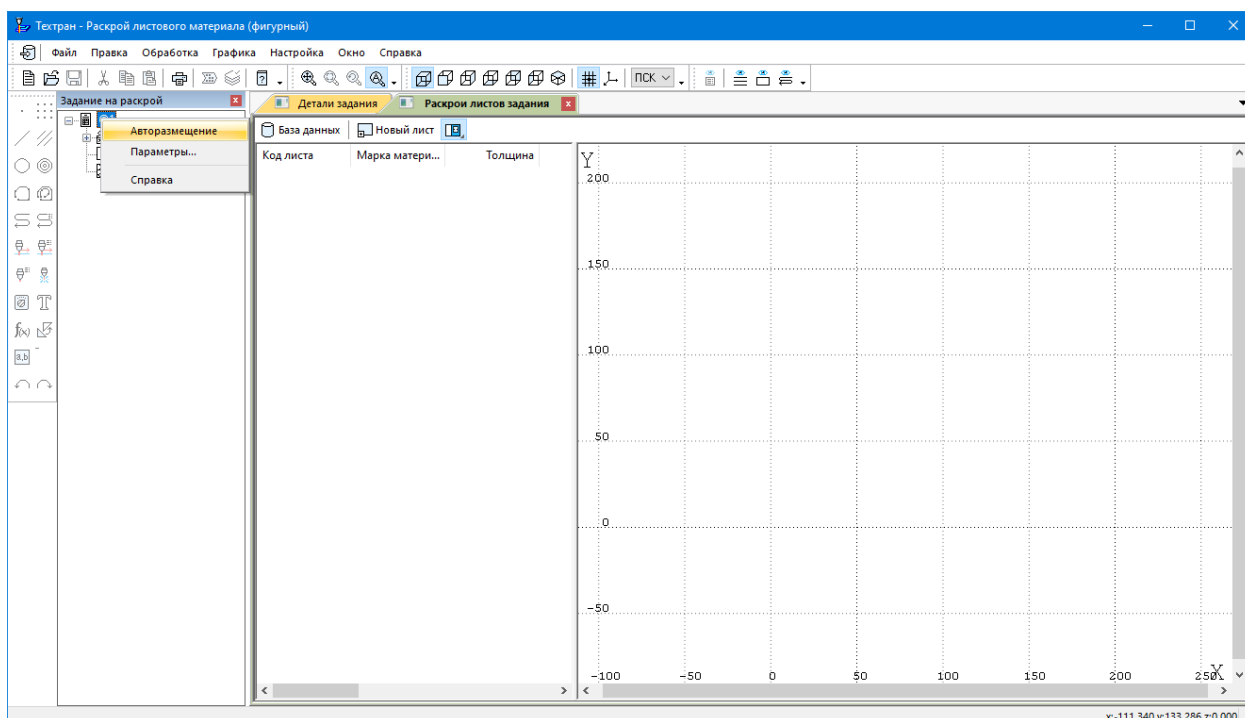 Техтран - Раскрой листового материала (фигурный)
Файл Правка Обработка Графика Настройка Окно Справка
ПСК
Задание на раскрой
Детали задания Раскрои листов задания
База данных Новый лист
Авторазмещение
Параметры...
Справка
Код листа Марка матери... Толщина
Y
200
150
100
50
0
-50
-100 -50 0 50 100 150 200 250
X
f(x)
a,b
x:-111.340 y:133.286 z:0.000